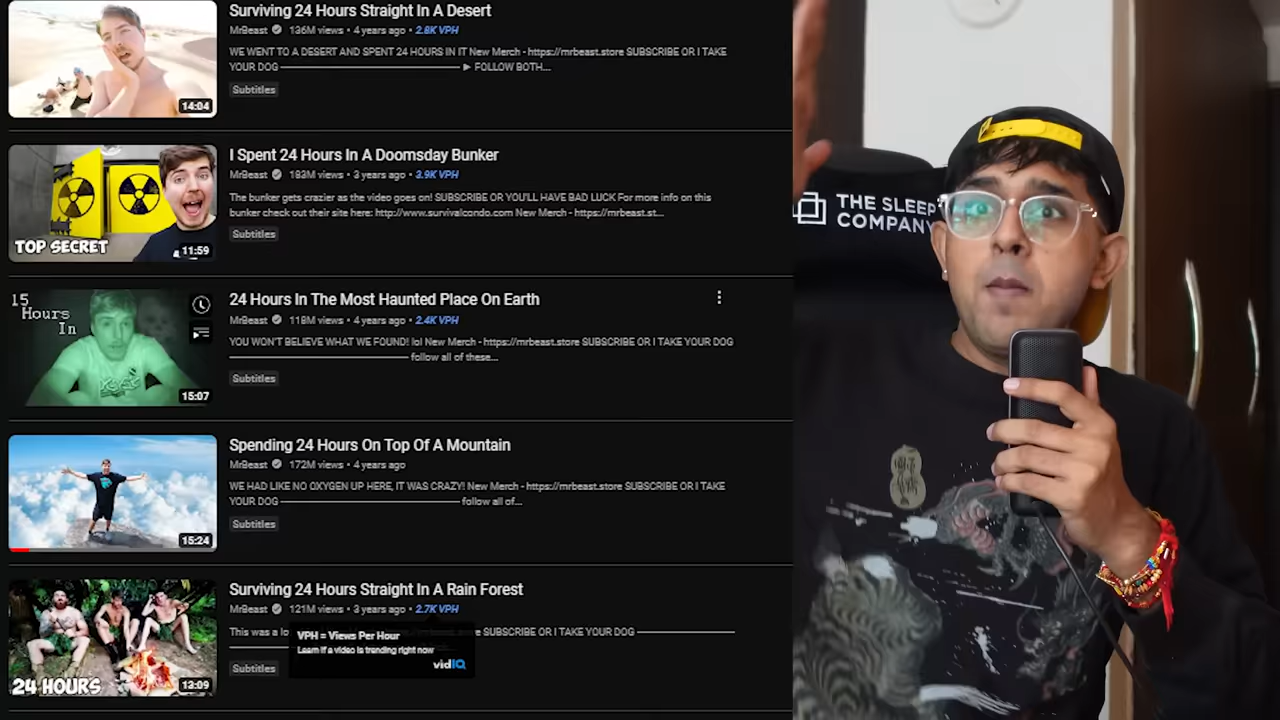 Surviving 24 Hours Straight In A Desert
MrBeast 136M views • 4 years ago • 2.8K VPH
WE WENT TO A DESERT AND SPENT 24 HOURS IN IT New Merch - https://mrbeast.store SUBSCRIBE OR I TAKE
YOUR DOG ► FOLLOW BOTH...
14:04
Subtitles
I Spent 24 Hours In A Doomsday Bunker
MrBeast 183M views • 3 years ago • 3.9K VPH
The bunker gets crazier as the video goes on! SUBSCRIBE OR YOU'LL HAVE BAD LUCK For more info on this
bunker check out their site here: http://www.survivalcondo.com New Merch - https://mrbeast.st...
Subtitles
TOP SECRET
11:59
THE SLEEP
COMPANY
24 Hours In The Most Haunted Place On Earth
MrBeast 118M views • 4 years ago • 2.4K VPH
YOU WON'T BELIEVE WHAT WE FOUND! lol New Merch - https://mrbeast.store SUBSCRIBE OR I TAKE YOUR DOG
follow all of these...
Subtitles
15
Hours
In
15:07
Spending 24 Hours On Top Of A Mountain
MrBeast 172M views • 4 years ago
WE HAD LIKE NO OXYGEN UP HERE, IT WAS CRAZY! New Merch - https://mrbeast.store SUBSCRIBE OR I TAKE
YOUR DOG follow all of...
Subtitles
15:24
Surviving 24 Hours Straight In A Rain Forest
MrBeast 121M views • 3 years ago • 2.7K VPH
This was a SUBSCRIBE OR I TAKE YOUR DOG
VPH = Views Per Hour
Learn if a video is trending right now
vidIQ
Subtitles
24 HOURS
13:09